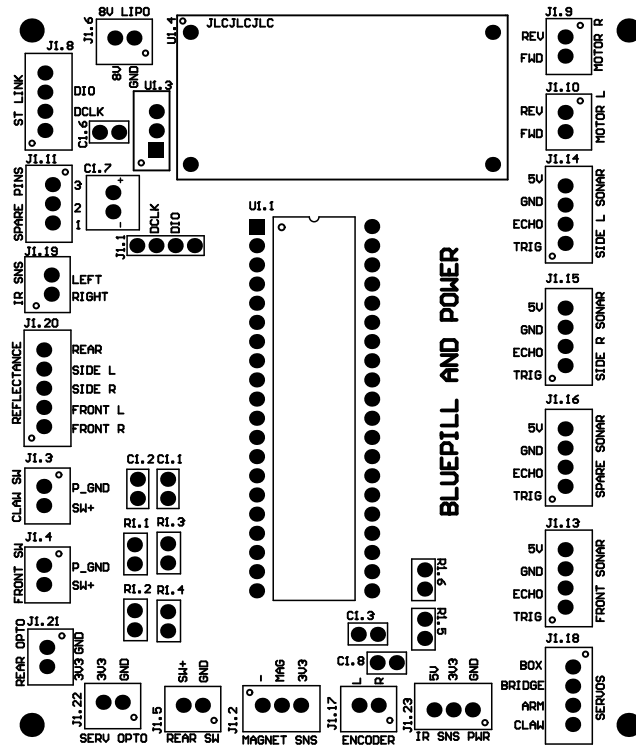 8V LIPO
J1.6
8V
GND
U1.4
JLCJLCJLC
J1.9
REV
FWD
MOTOR R
J1.8
ST LINK
DIO
DCLK
C1.6
U1.3
J1.10
REV
FWD
MOTOR L
J1.11
SPARE PINS
3
2
1
C1.7
+
-
J1.1
DCLK
DIO
U1.1
J1.14
5V
GND
ECHO
TRIG
SIDE L SONAR
J1.19
IR SNS
LEFT
RIGHT
BLUEPILL AND POWER
J1.15
5V
GND
ECHO
TRIG
SIDE R SONAR
J1.20
REFLECTANCE
REAR
SIDE L
SIDE R
FRONT L
FRONT R
J1.16
5V
GND
ECHO
TRIG
SPARE SONAR
J1.3
CLAW SW
P_GND
SW+
C1.2
C1.1
J1.4
FRONT SW
P_GND
SW+
R1.1
R1.3
R1.2
R1.4
R1.6
R1.5
J1.13
5V
GND
ECHO
TRIG
FRONT SONAR
J1.21
REAR OPTO
GND
3V3
C1.3
C1.8
J1.18
BOX
BRIDGE
ARM
CLAW
SERVOS
J1.22
3V3
GND
SERV OPTO
J1.5
SW+
GND
REAR SW
J1.2
-
MAG
3V3
MAGNET SNS
J1.17
L
R
ENCODER
J1.23
5V
3V3
GND
IR SNS PWR